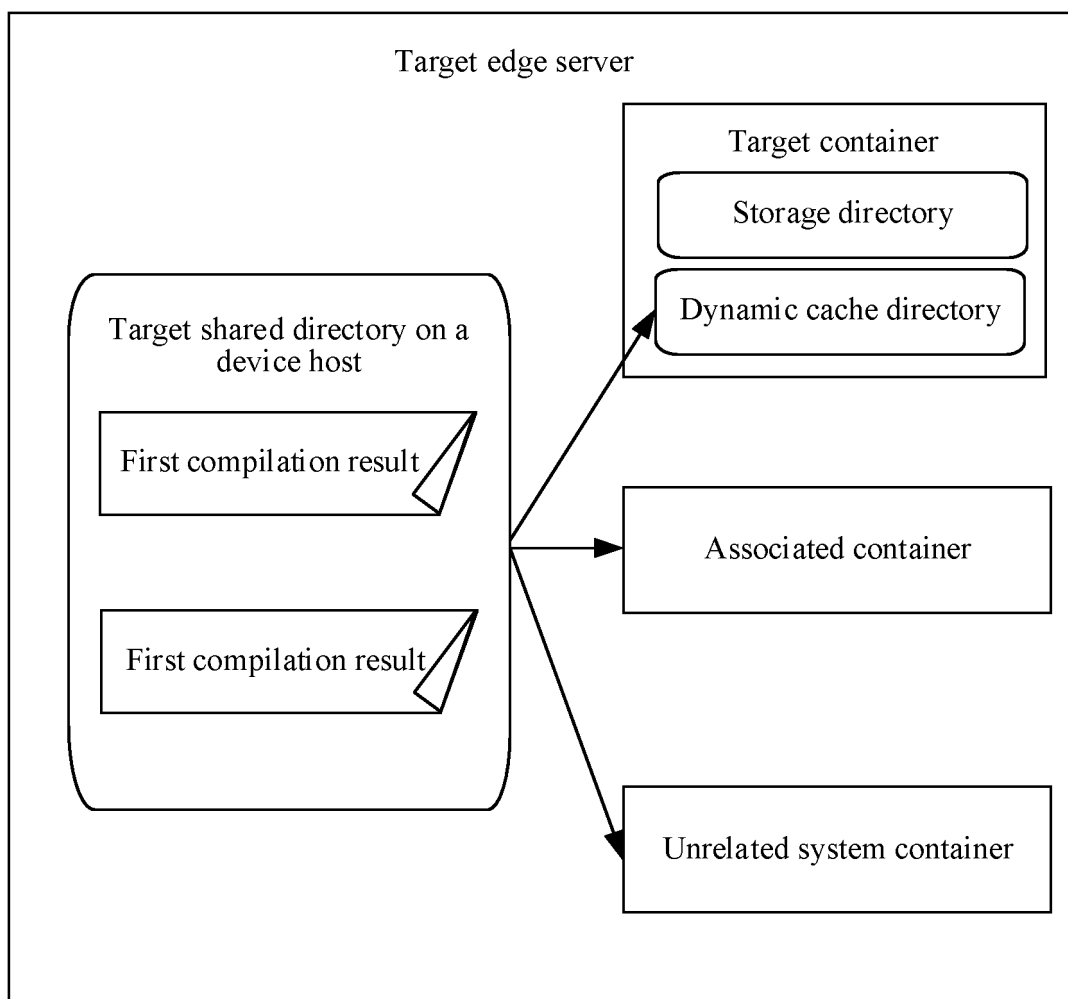 Target edge server
Target container
Storage directory
Dynamic cache directory
Target shared directory on a
device host
First compilation result
First compilation result
Associated container
Unrelated system container